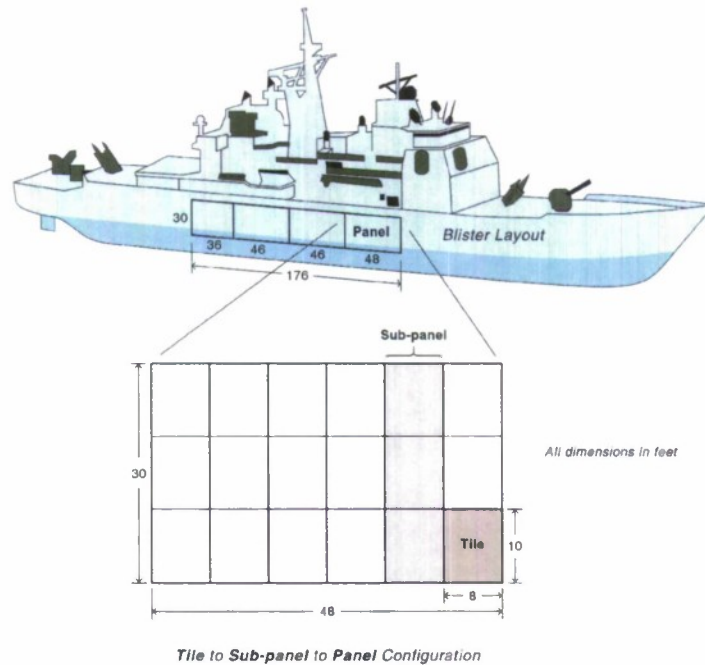 30
Panel
Blister Layout
36
46
46
48
176
Sub-panel
30
All dimensions in feet
Tile
10
8
48
Tile to Sub-panel to Panel Configuration